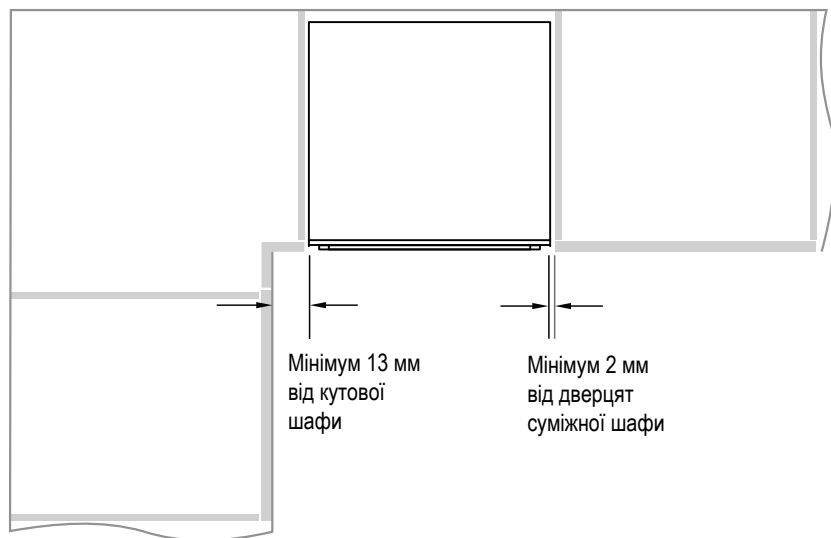 Мінімум 13 мм
від кутової
шафи
Мінімум 2 мм
від дверцят
суміжної шафи